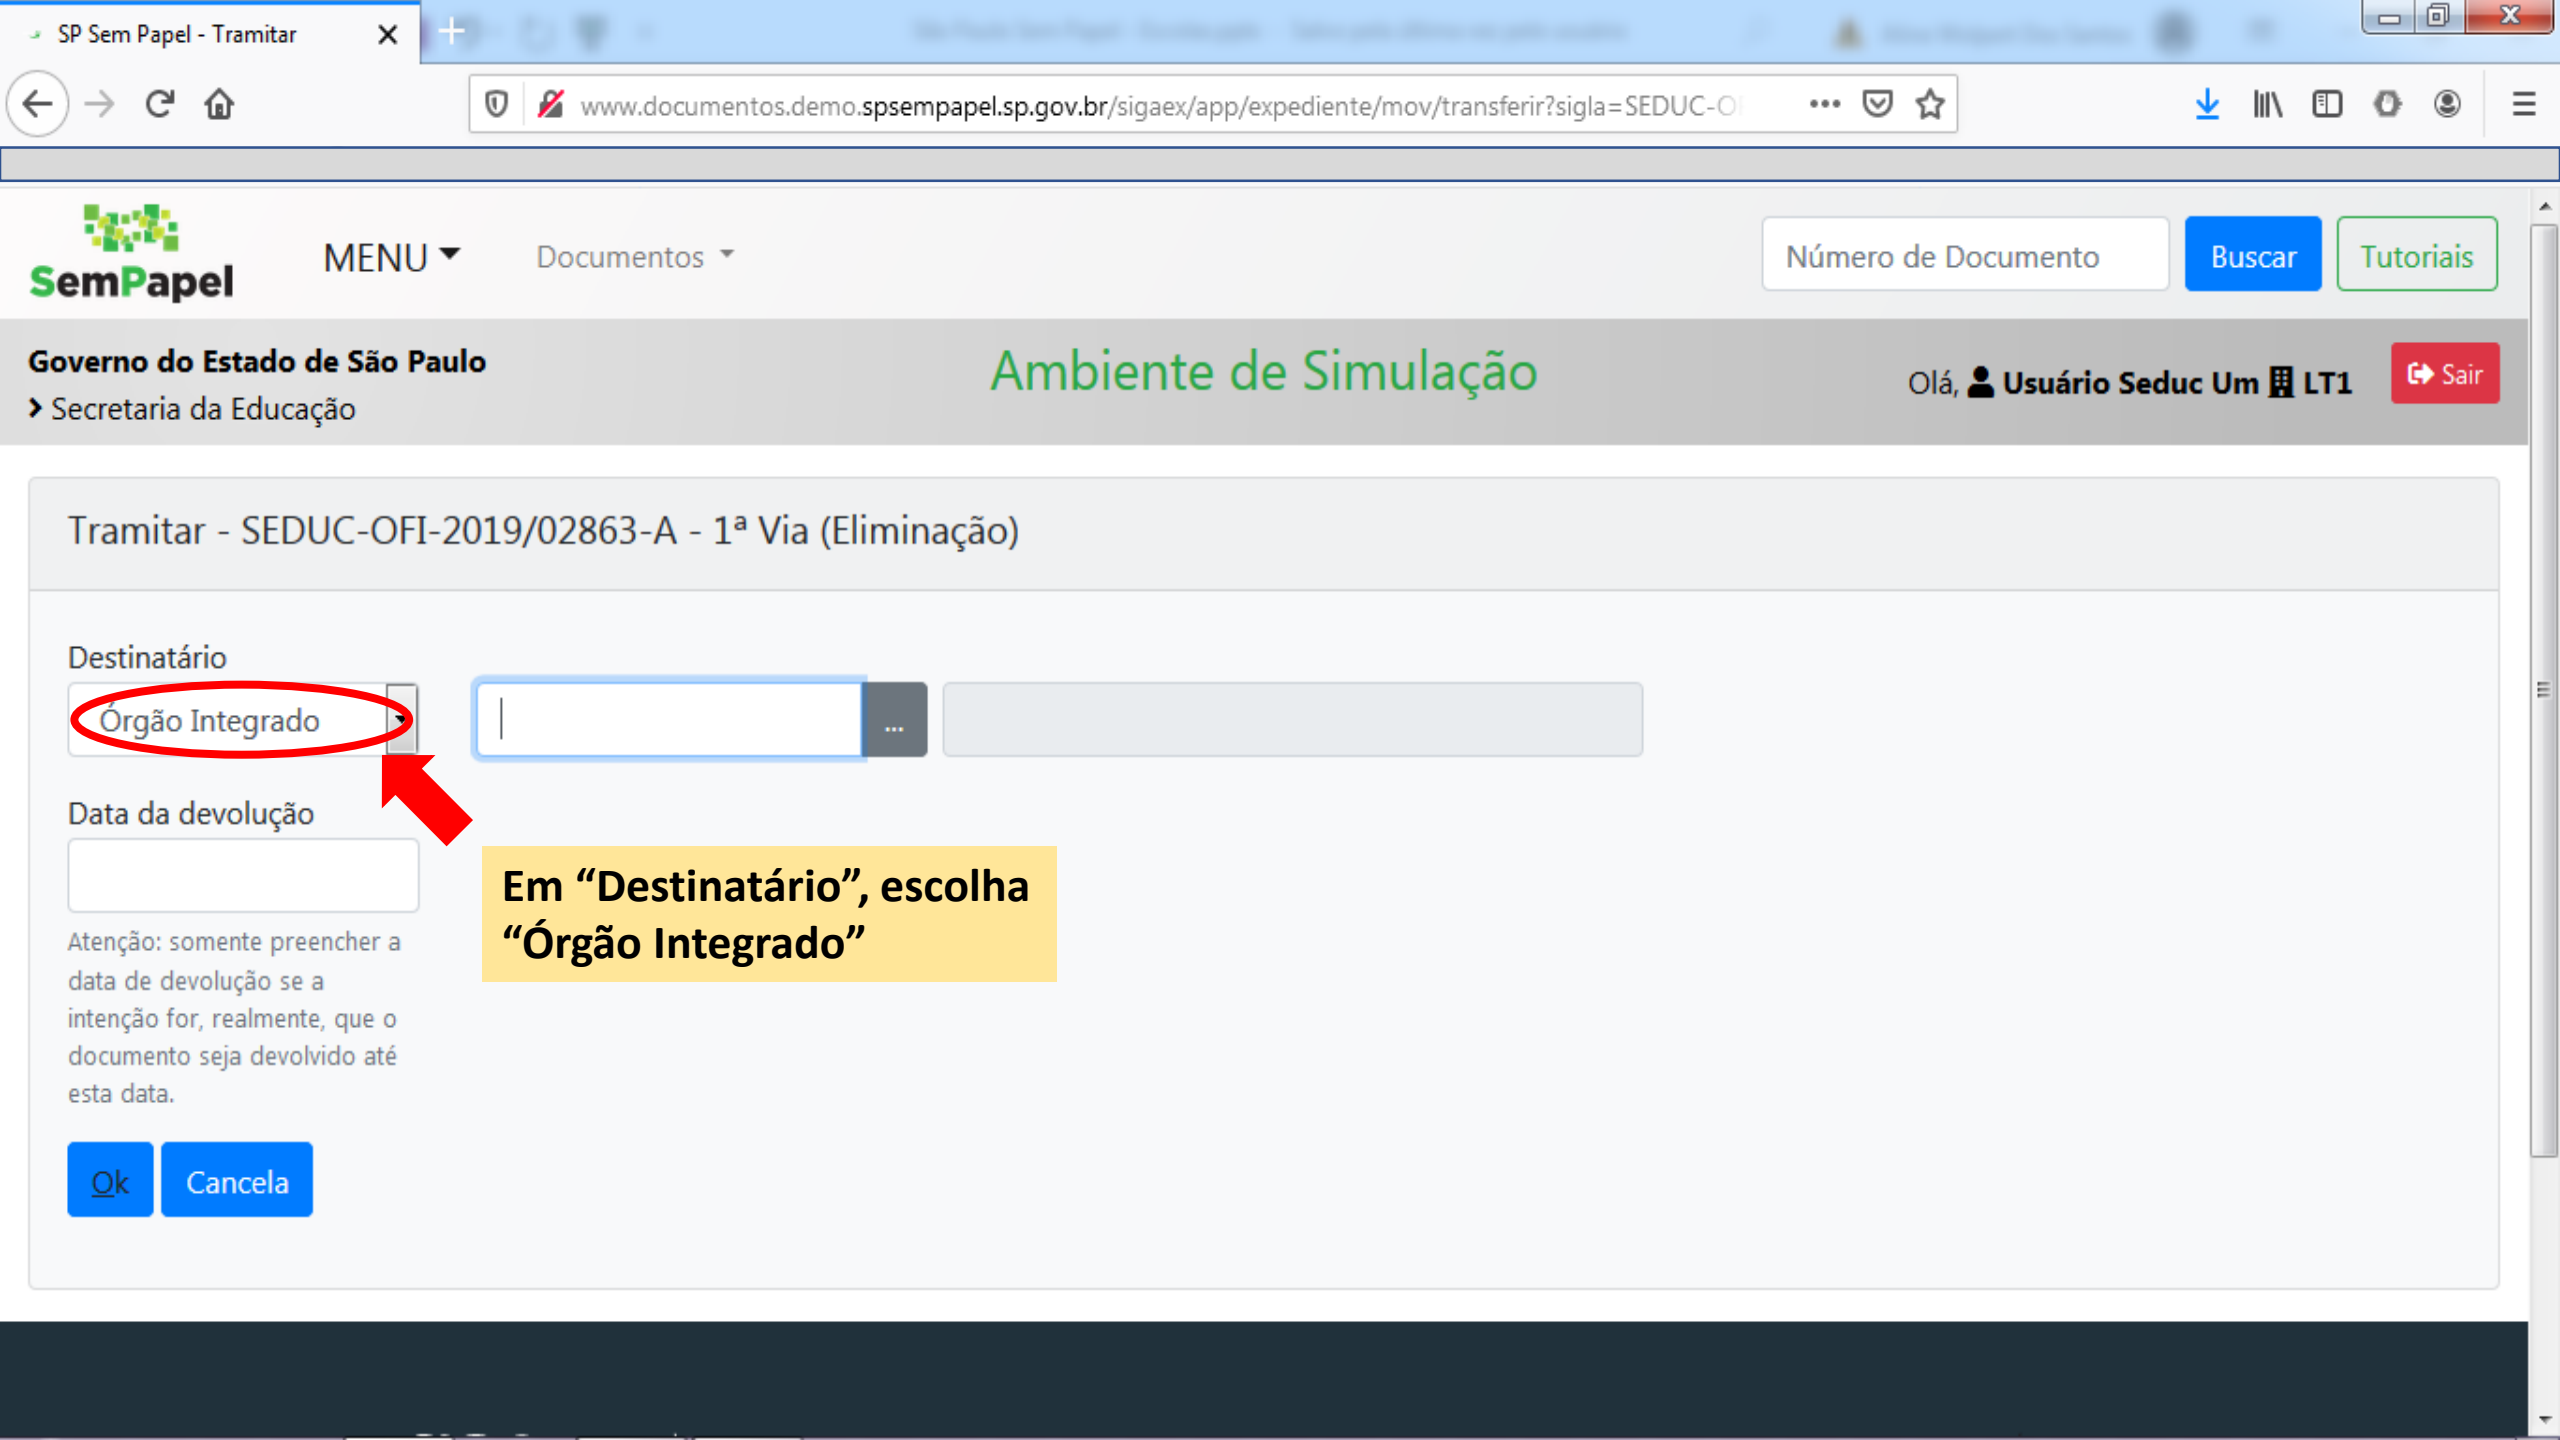 SP Sem Papel - Tramitar
www.documentos.demo.spsempapel.sp.gov.br/sigaex/app/expediente/mov/transferir?sigla=SEDUC-O
SemPapel
MENU
Documentos
Número de Documento
Buscar
Tutoriais
Governo do Estado de São Paulo
Secretaria da Educação
Ambiente de Simulação
Olá, Usuário Seduc Um LT1
Sair
Tramitar - SEDUC-OFI-2019/02863-A - 1ª Via (Eliminação)
Destinatário
Órgão Integrado
...
Data da devolução
Em “Destinatário”, escolha
“Órgão Integrado”
Atenção: somente preencher a
data de devolução se a
intenção for, realmente, que o
documento seja devolvido até
esta data.
Ok
Cancela